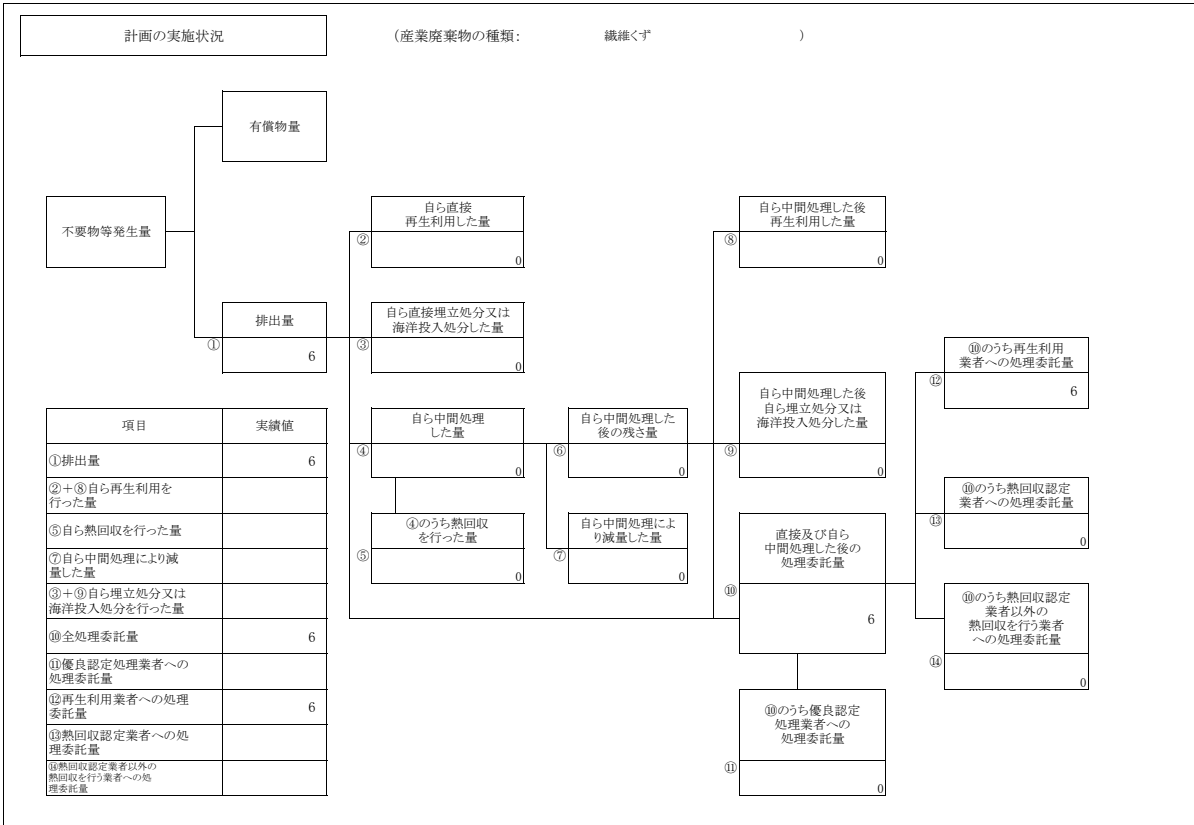 計画の実施状況
(産業廃棄物の種類: 繊維くず )
有償物量
不要物等発生量
自ら直接
再生利用した量
②
0
自ら中間処理した後
再生利用した量
⑧
0
排出量
①
6
自ら直接埋立処分又は
海洋投入処分した量
③
0
⑩のうち再生利用
業者への処理委託量
⑫
6
自ら中間処理した後
自ら埋立処分又は
海洋投入処分した量
⑨
0
自ら中間処理
した量
④
0
自ら中間処理した
後の残さ量
⑥
0
⑩のうち熱回収認定
業者への処理委託量
⑬
0
④のうち熱回収
を行った量
⑤
0
自ら中間処理によ
り減量した量
⑦
0
直接及び自ら
中間処理した後の
処理委託量
⑩
6
⑩のうち熱回収認定
業者以外の
熱回収を行う業者
への処理委託量
⑭
0
⑩のうち優良認定
処理業者への
処理委託量
⑪
0
項目 実績値
①排出量 6
②+⑧自ら再生利用を
行った量
⑤自ら熱回収を行った量
⑦自ら中間処理により減
量した量
③+⑨自ら埋立処分又は
海洋投入処分を行った量
⑩全処理委託量 6
⑪優良認定処理業者への
処理委託量
⑫再生利用業者への処理
委託量 6
⑬熱回収認定業者への処
理委託量
⑭熱回収認定業者以外の
熱回収を行う業者への処
理委託量